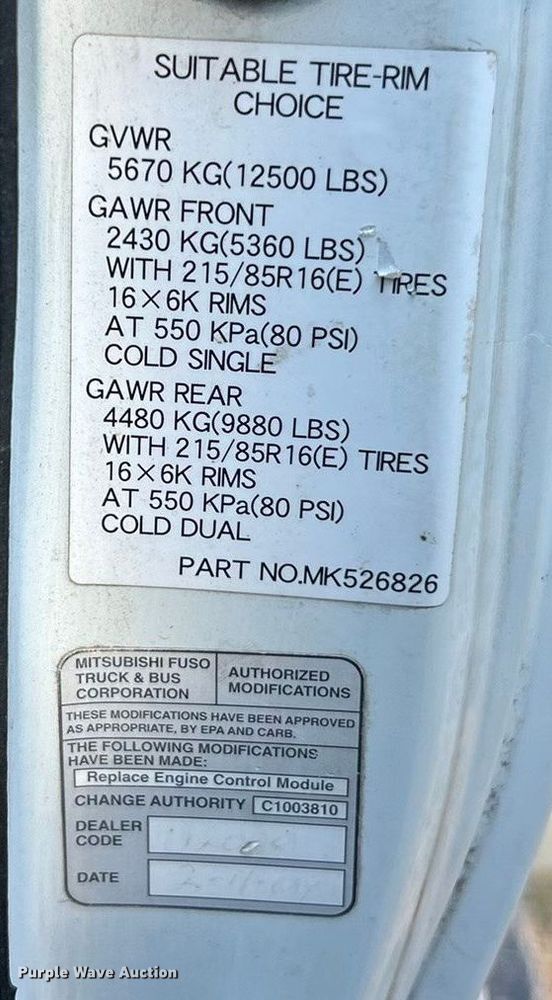 SUITABLE TIRE-RIM
CHOICE
GVWR
5670 KG(12500 LBS)
GAWR FRONT
2430 KG(5360 LBS)
WITH 215/85R16(E) TIRES
16×6K RIMS
AT 550 KPa(80 PSI)
COLD SINGLE
GAWR REAR
4480 KG(9880 LBS)
WITH 215/85R16(E) TIRES
16×6K RIMS
AT 550 KPa(80 PSI)
COLD DUAL
PART NO.MK526826
MITSUBISHI FUSO
TRUCK & BUS
CORPORATION
AUTHORIZED
MODIFICATIONS
THESE MODIFICATIONS HAVE BEEN APPROVED
AS APPROPRIATE, BY EPA AND CARB.
THE FOLLOWING MODIFICATIONS
HAVE BEEN MADE:
Replace Engine Control Module
CHANGE AUTHORITY C1003810
DEALER
CODE
DATE
Purple Wave Auction